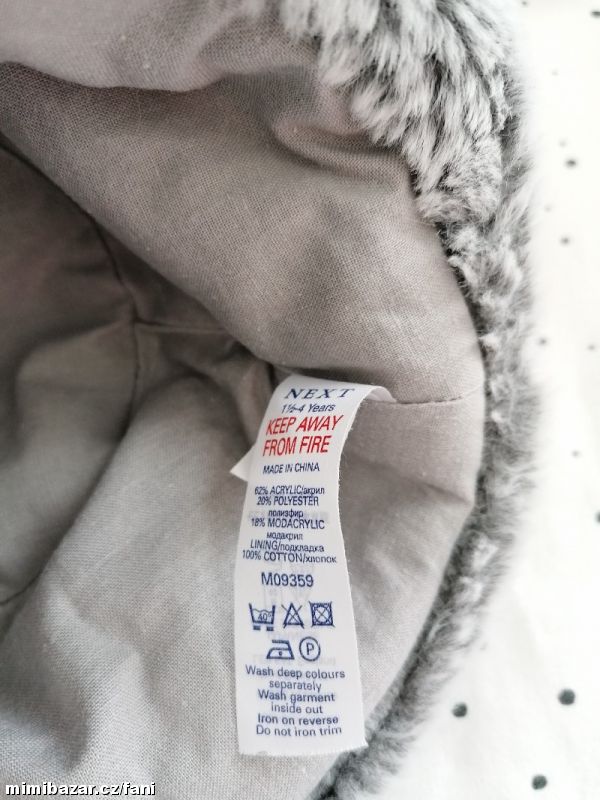 NEXT
1½-4 Years
KEEP AWAY
FROM FIRE
MADE IN CHINA
62% ACRYLIC/акрил
20% POLYESTER
полиэфир
18% MODACRYLIC
модакрил
LINING/подкладка
100% COTTON/хлопок
M09359
40°
P
Wash deep colours
separately
Wash garment
inside out
Iron on reverse
Do not iron trim
mimibazar.cz/fani